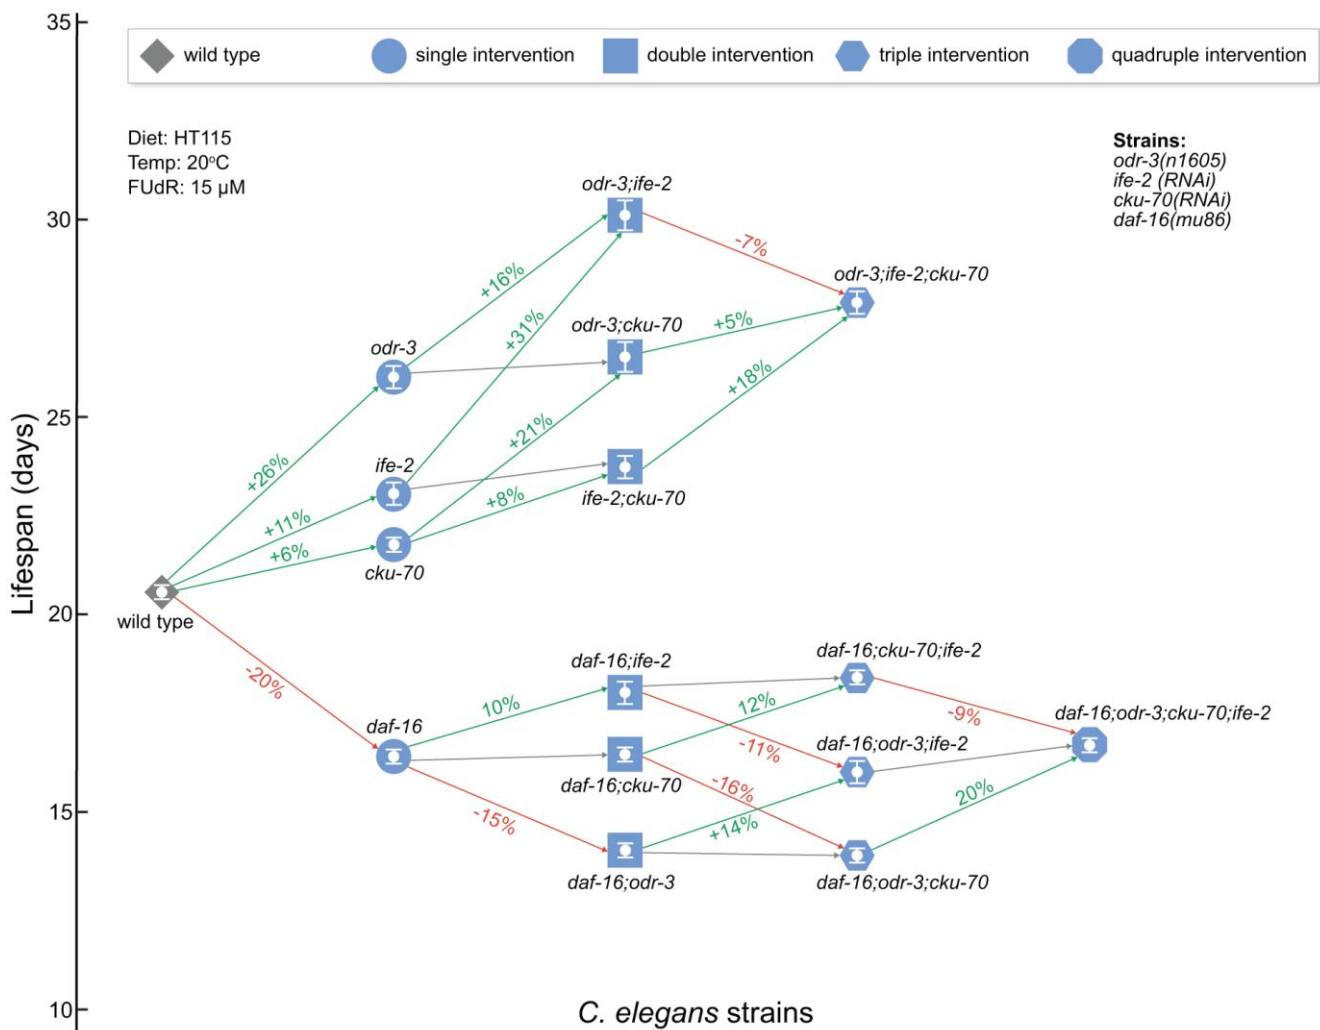 35
wild type
single intervention
double intervention
triple intervention
quadruple intervention
Diet: HT115
Temp: 20°C
FUdR: 15 μM
Strains:
odr-3(n1605)
ife-2 (RNAi)
cku-70(RNAi)
daf-16(mu86)
30
25
20
15
10
Lifespan (days)
odr-3;ife-2
-7%
odr-3;ife-2;cku-70
+16%
+31%
odr-3;cku-70
+5%
odr-3
+18%
+21%
+26%
ife-2
+8%
ife-2;cku-70
+11%
+6%
cku-70
wild type
-20%
daf-16;ife-2
daf-16;cku-70;ife-2
10%
12%
-9%
daf-16;odr-3;cku-70;ife-2
daf-16
-11%
daf-16;odr-3;ife-2
daf-16;cku-70
-16%
20%
-15%
+14%
daf-16;odr-3
daf-16;odr-3;cku-70
C. elegans strains